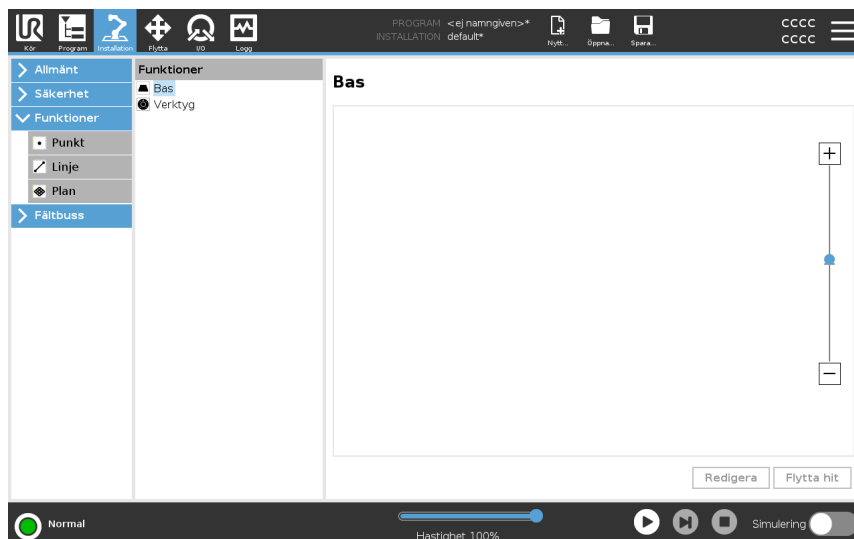 UR
Kör
Program
Installation
Flytta
I/O
Logg
PROGRAM <ej namngiven>*
INSTALLATION default*
Nytt...
Öppna...
Spara...
CCCC
CCCC
Allmänt
Säkerhet
Funktioner
Punkt
Linje
Plan
Fältbuss
Funktioner
Bas
Verktyg
Bas
Redigera
Flytta hit
Normal
Hastighet 100%
Simulering